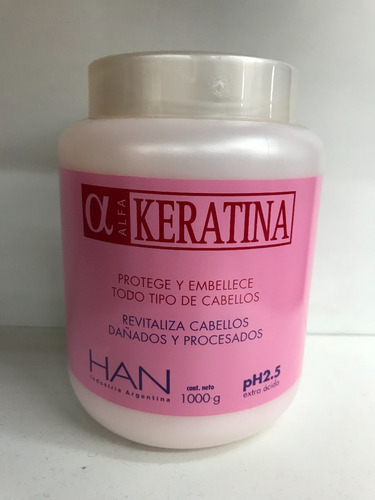 α ALFA KERATINA
PROTEGE Y EMBELLECE
TODO TIPO DE CABELLOS
REVITALIZA CABELLOS
DAÑADOS Y PROCESADOS
HAN
Industria Argentina
cont. neto
1000 g
pH2.5
extra ácido